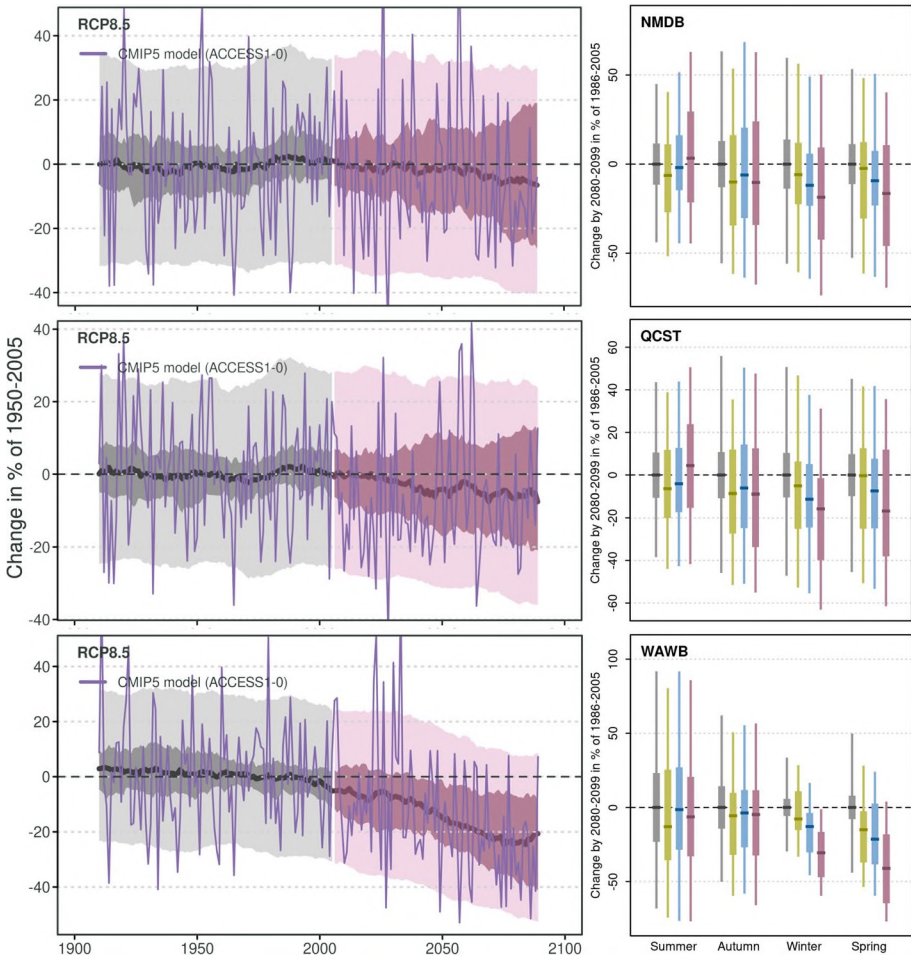 Change in % of 1950-2005
RCP8.5
CMIP5 model (ACCESS1-0)
40
20
0
-20
-40
RCP8.5
CMIP5 model (ACCESS1-0)
40
20
0
-20
-40
RCP8.5
CMIP5 model (ACCESS1-0)
40
20
0
-20
-40
1900
1950
2000
2050
2100
NMDB
Change by 2080-2099 in % of 1986-2005
50
0
-50
QCST
Change by 2080-2099 in % of 1986-2005
60
40
20
0
-20
-40
-60
WAWB
Change by 2080-2099 in % of 1986-2005
100
50
0
-50
Summer
Autumn
Winter
Spring